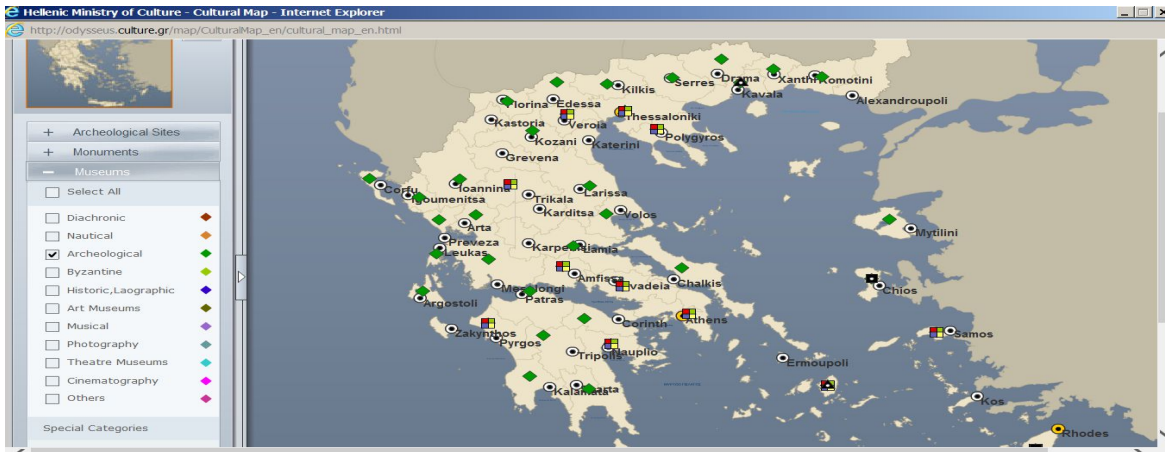 Hellenic Ministry of Culture - Cultural Map - Internet Explorer
http://odysseus.culture.gr/map/CulturalMap_en/cultural_map_en.html
+ Archeological Sites
+ Monuments
− Museums
Select All
Diachronic
Nautical
Archeological
Byzantine
Historic,Laographic
Art Museums
Musical
Photography
Theatre Museums
Cinematography
Others
Special Categories
Drama
Xanthi
Komotini
Serres
Kilkis
Kavala
Alexandroupoli
Florina
Edessa
Thessaloniki
Kastoria
Veroia
Polygyros
Kozani
Katerini
Grevena
Corfu
Ioannina
Igoumenitsa
Trikala
Larissa
Karditsa
Volos
Arta
Mytilini
Preveza
Leukas
Lamia
Amfissa
Chalkis
Chios
Patras
Argostoli
Corinth
Athens
Zakynthos
Pyrgos
Nauplio
Tripolis
Samos
Ermoupoli
Kalamata
Kos
Rhodes